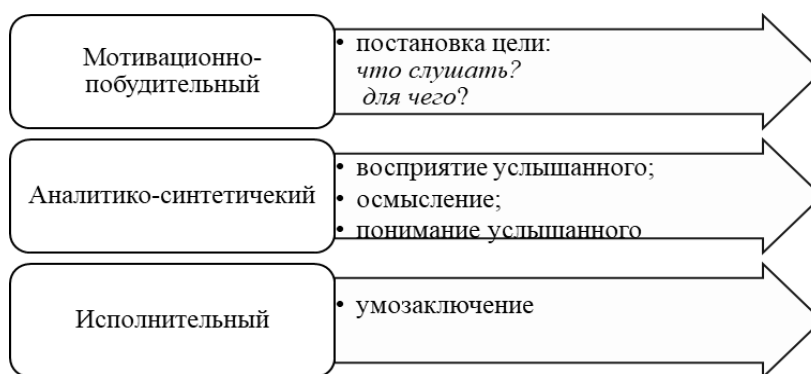 Мотивационно-
побудительный
• постановка цели:
что слушать?
для чего?
Аналитико-синтетичекий
• восприятие услышанного;
• осмысление;
• понимание услышанного
Исполнительный
• умозаключение